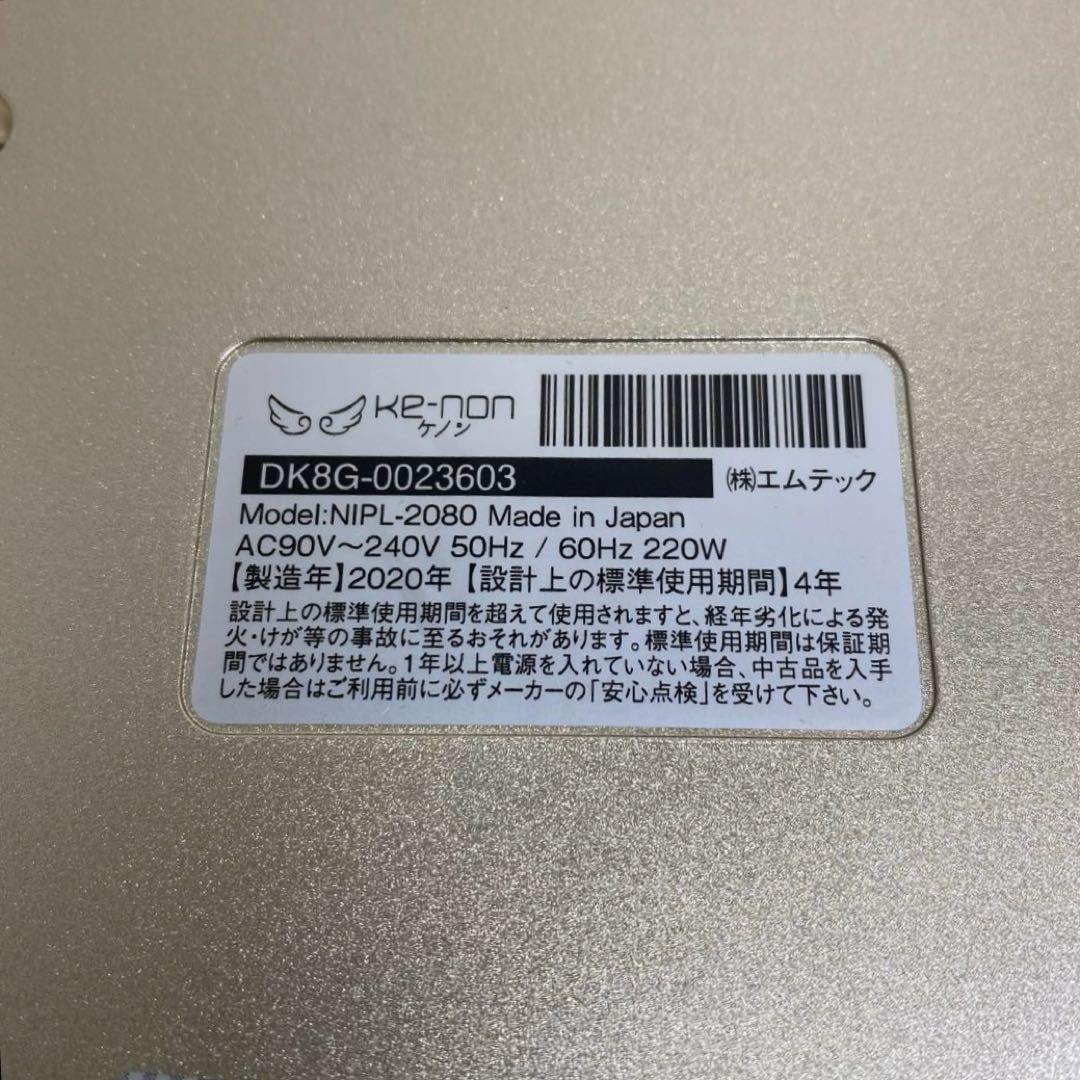 Ke-non
ケノン
DK8G-0023603
㈱エムテック
Model:NIPL-2080 Made in Japan
AC90V～240V 50Hz / 60Hz 220W
【製造年】2020年【設計上の標準使用期間】4年
設計上の標準使用期間を超えて使用されますと、経年劣化による発
火・けが等の事故に至るおそれがあります。標準使用期間は保証期
間ではありません。1年以上電源を入れていない場合、中古品を入手
した場合はご利用前に必ずメーカーの「安心点検」を受けて下さい。